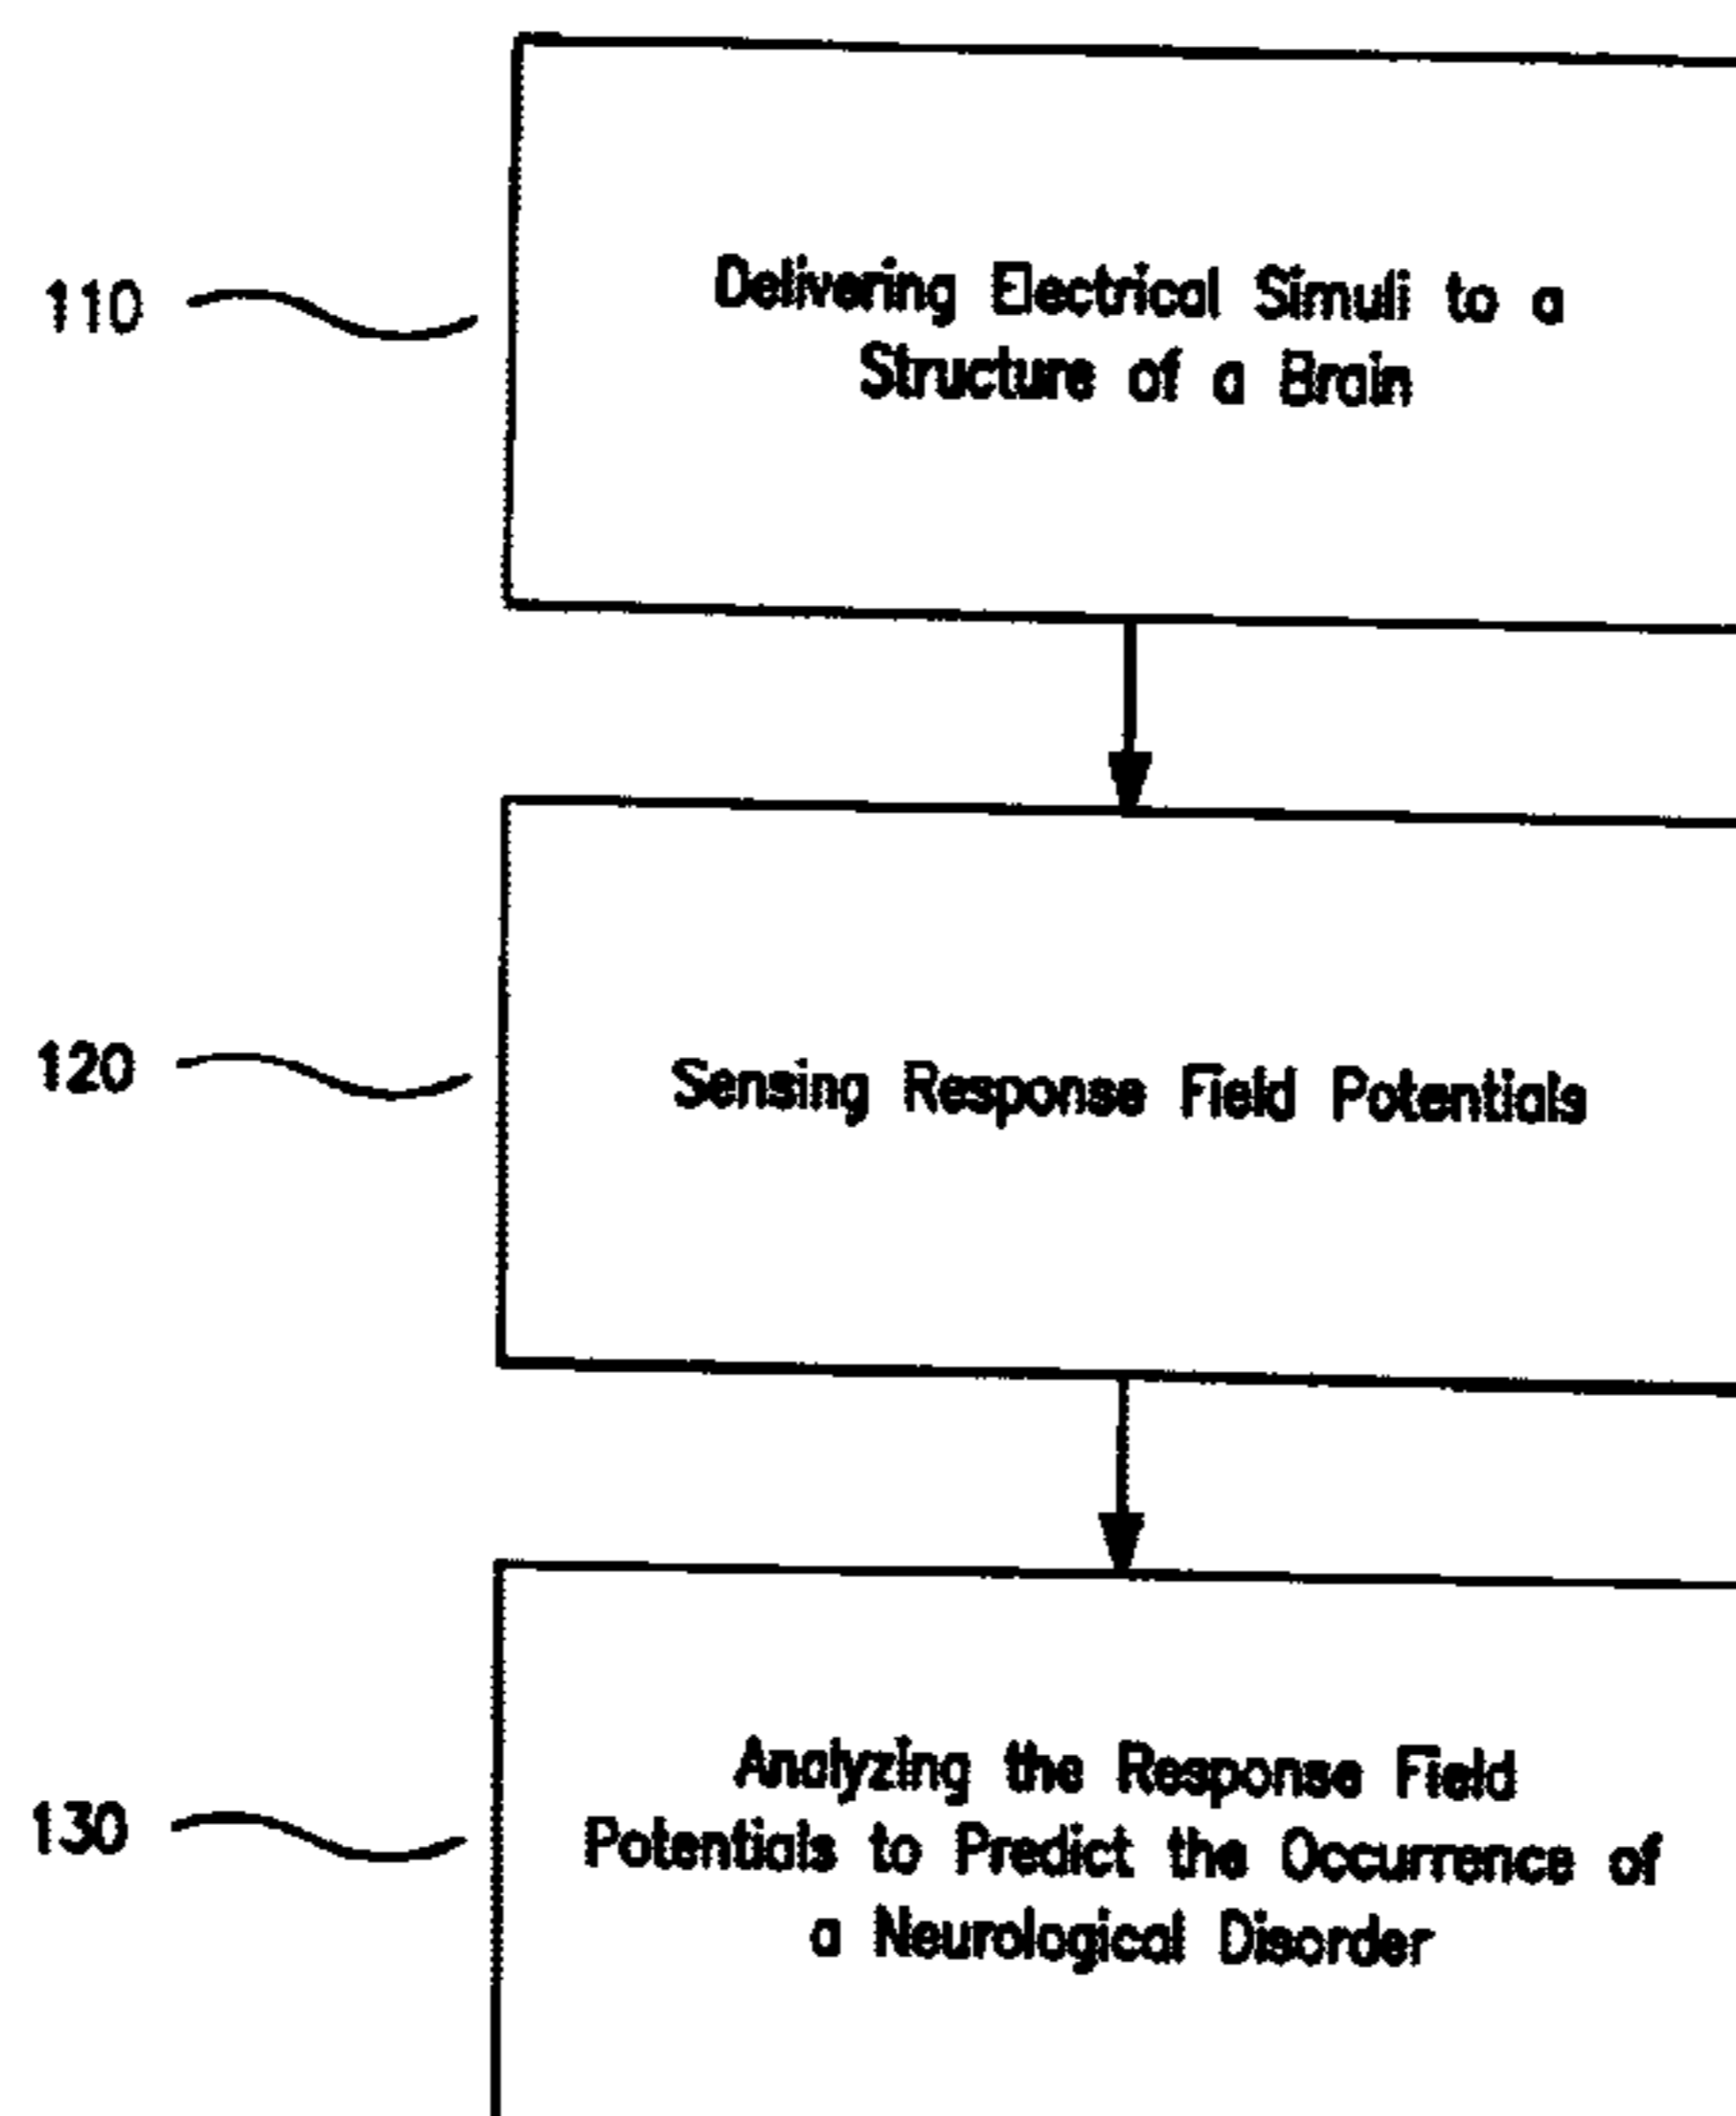 110
Delivering Electrical Simuli to a
Structure of a Brain
120
Sensing Response Field Potentials
130
Analyzing the Response Field
Potentials to Predict the Occurrence of
a Neurological Disorder